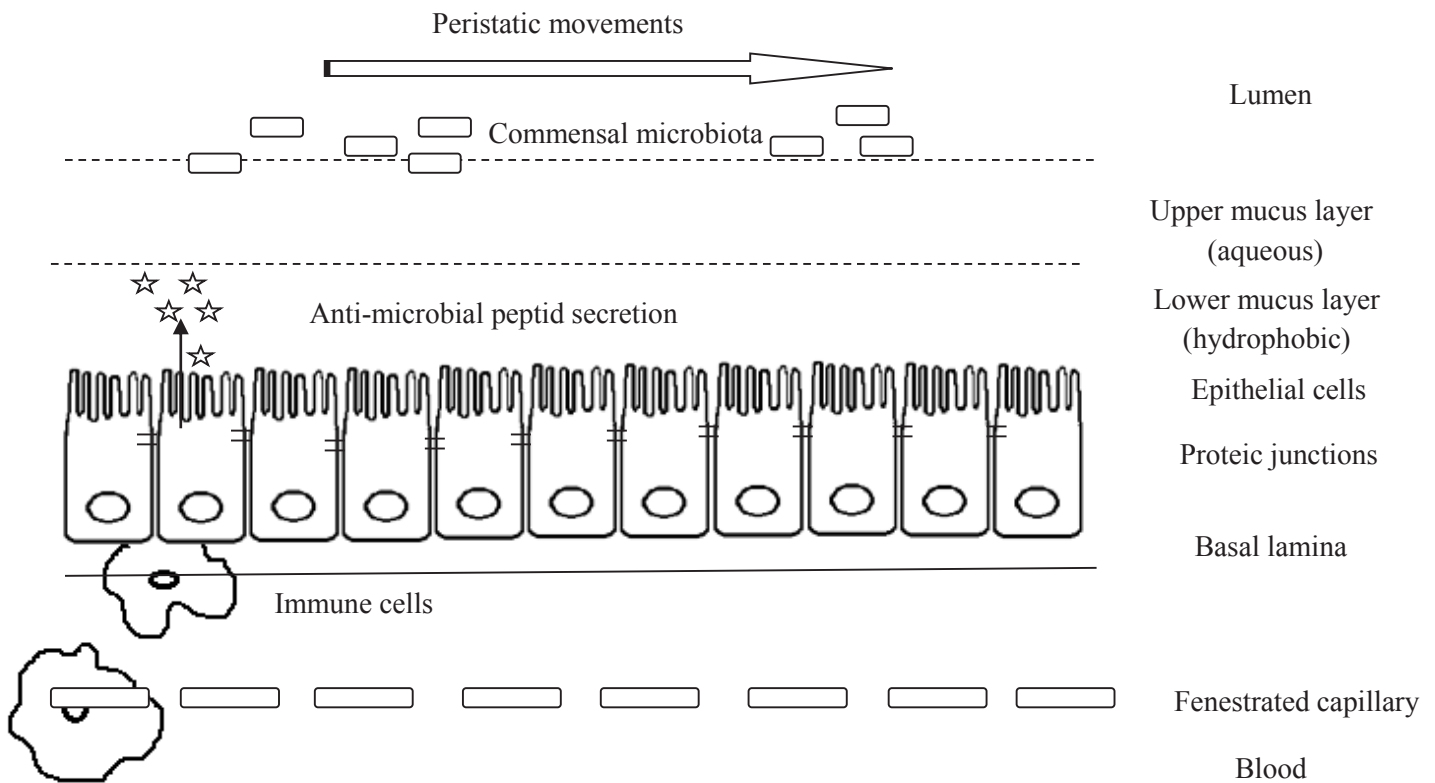 Peristatic movements
Lumen
Commensal microbiota
Upper mucus layer
(aqueous)
Lower mucus layer
(hydrophobic)
Anti-microbial peptid secretion
Epithelial cells
Proteic junctions
Basal lamina
Immune cells
Fenestrated capillary
Blood